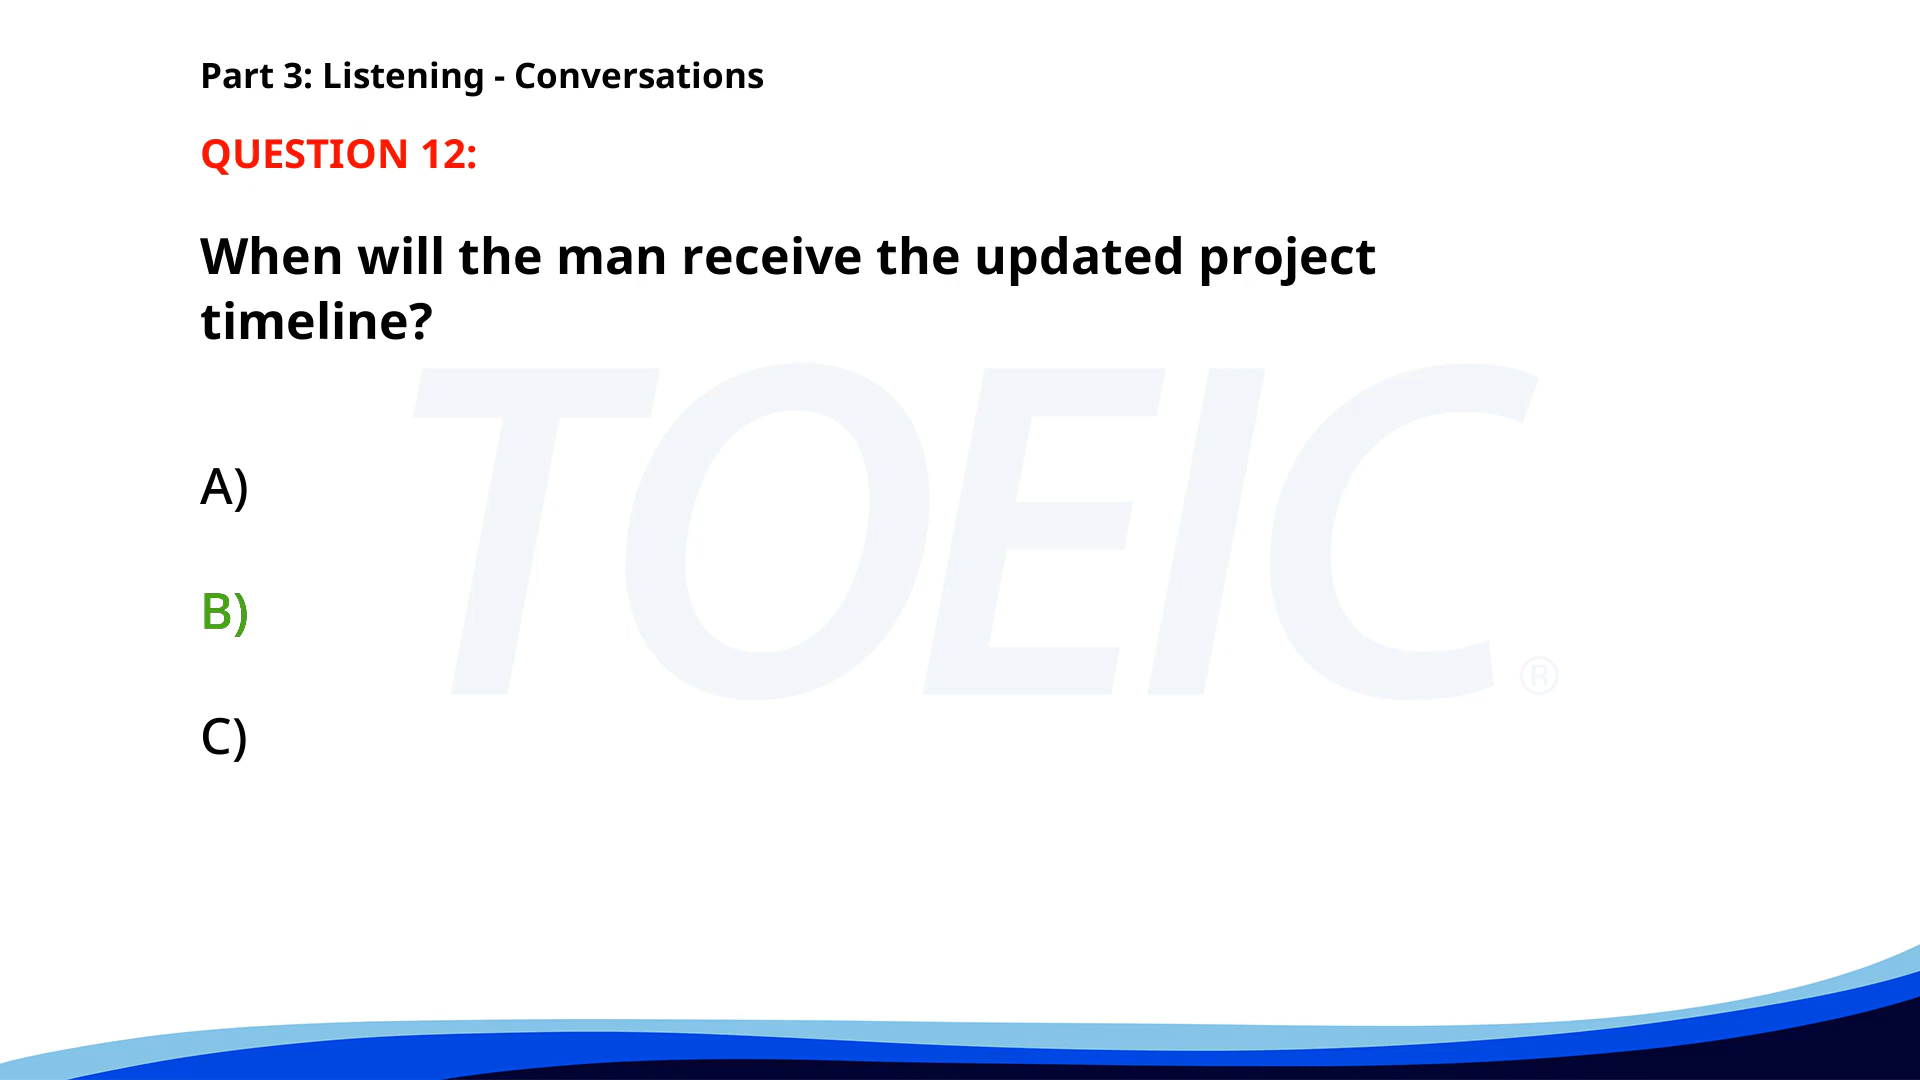 Part 3: Listening - Conversations
QUESTION 12:
When will the man receive the updated project
timeline?
TOEIC®
A)
B)
C)